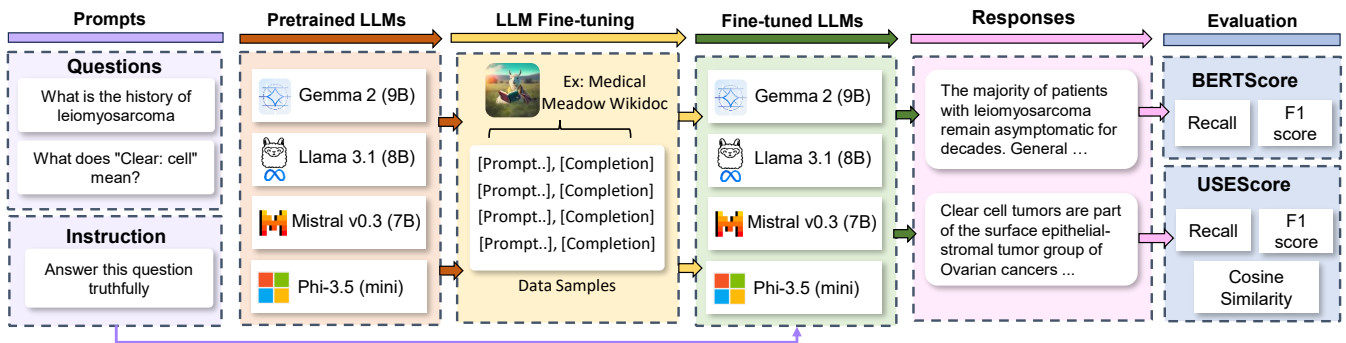 Prompts
Questions
What is the history of
leiomyosarcoma
What does "Clear: cell"
mean?
Instruction
Answer this question
truthfully
Pretrained LLMs
Gemma 2 (9B)
Llama 3.1 (8B)
Mistral v0.3 (7B)
Phi-3.5 (mini)
LLM Fine-tuning
Ex: Medical
Meadow Wikidoc
[Prompt..], [Completion]
[Prompt..], [Completion]
[Prompt..], [Completion]
[Prompt..], [Completion]
Data Samples
Fine-tuned LLMs
Gemma 2 (9B)
Llama 3.1 (8B)
Mistral v0.3 (7B)
Phi-3.5 (mini)
Responses
The majority of patients
with leiomyosarcoma
remain asymptomatic for
decades. General …
Clear cell tumors are part
of the surface epithelial-
stromal tumor group of
Ovarian cancers ...
Evaluation
BERTScore
Recall
F1
score
USEScore
Recall
F1
score
Cosine
Similarity